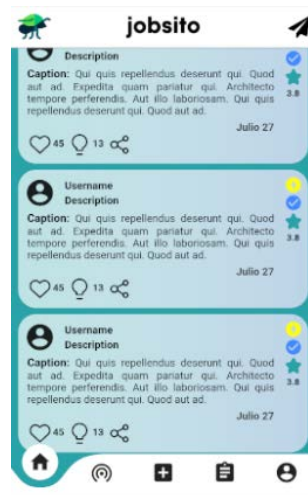 jobsito
Description
Caption: Qui quis repellendus deserunt qui. Quod
aut ad. Expedita quam pariatur qui. Architecto
tempore perferendis. Aut illo laboriosam. Qui quis
repellendus deserunt qui. Quod aut ad.
3.8
Julio 27
45 13
Username
Description
Caption: Qui quis repellendus deserunt qui. Quod
aut ad. Expedita quam pariatur qui. Architecto
tempore perferendis. Aut illo laboriosam. Qui quis
repellendus deserunt qui. Quod aut ad.
3.8
Julio 27
45 13
Username
Description
Caption: Qui quis repellendus deserunt qui. Quod
aut ad. Expedita quam pariatur qui. Architecto
tempore perferendis. Aut illo laboriosam. Qui quis
repellendus deserunt qui. Quod aut ad.
3.8
Julio 27
45 13